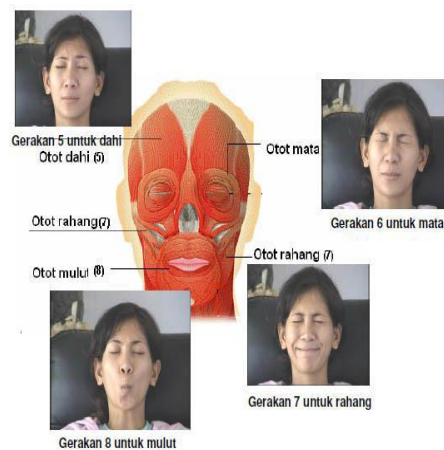 Gerakan 5 untuk dahi
Otot dahi (5)
Otot mata
Gerakan 6 untuk mata
Otot rahang(7)
Otot rahang (7)
Otot mulut (8)
Gerakan 7 untuk rahang
Gerakan 8 untuk mulut